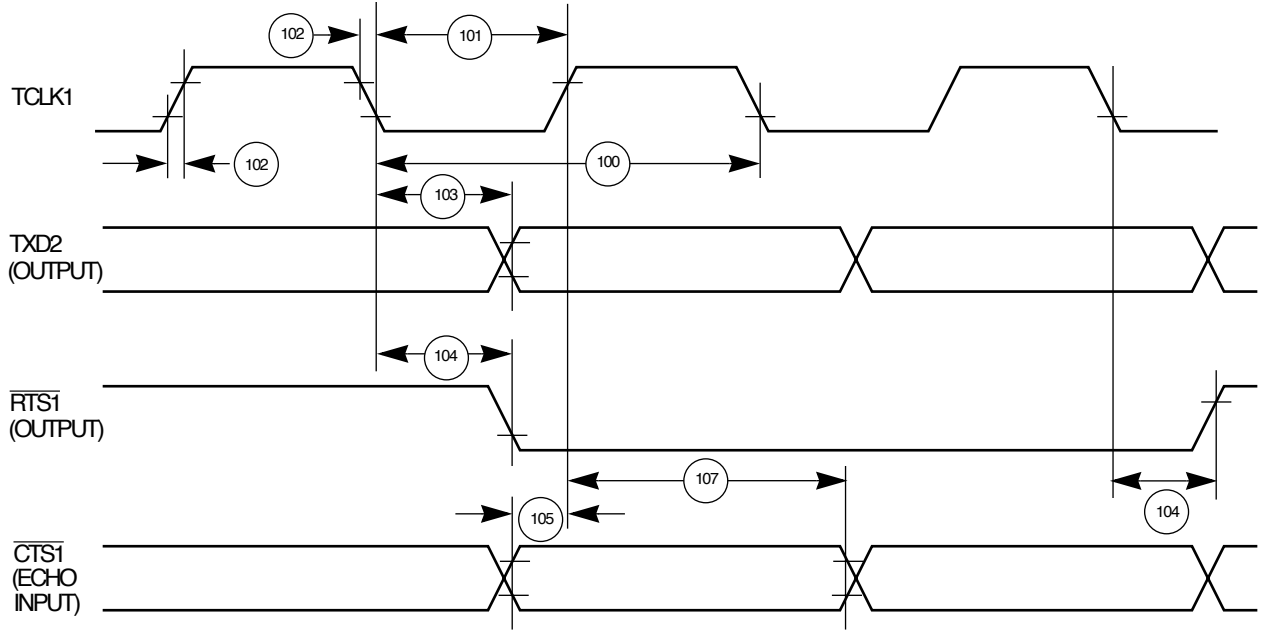 102
101
TCLK1
102
100
103
TXD2
(OUTPUT)
104
RTS1
(OUTPUT)
107
104
105
CTS1
(ECHO
INPUT)